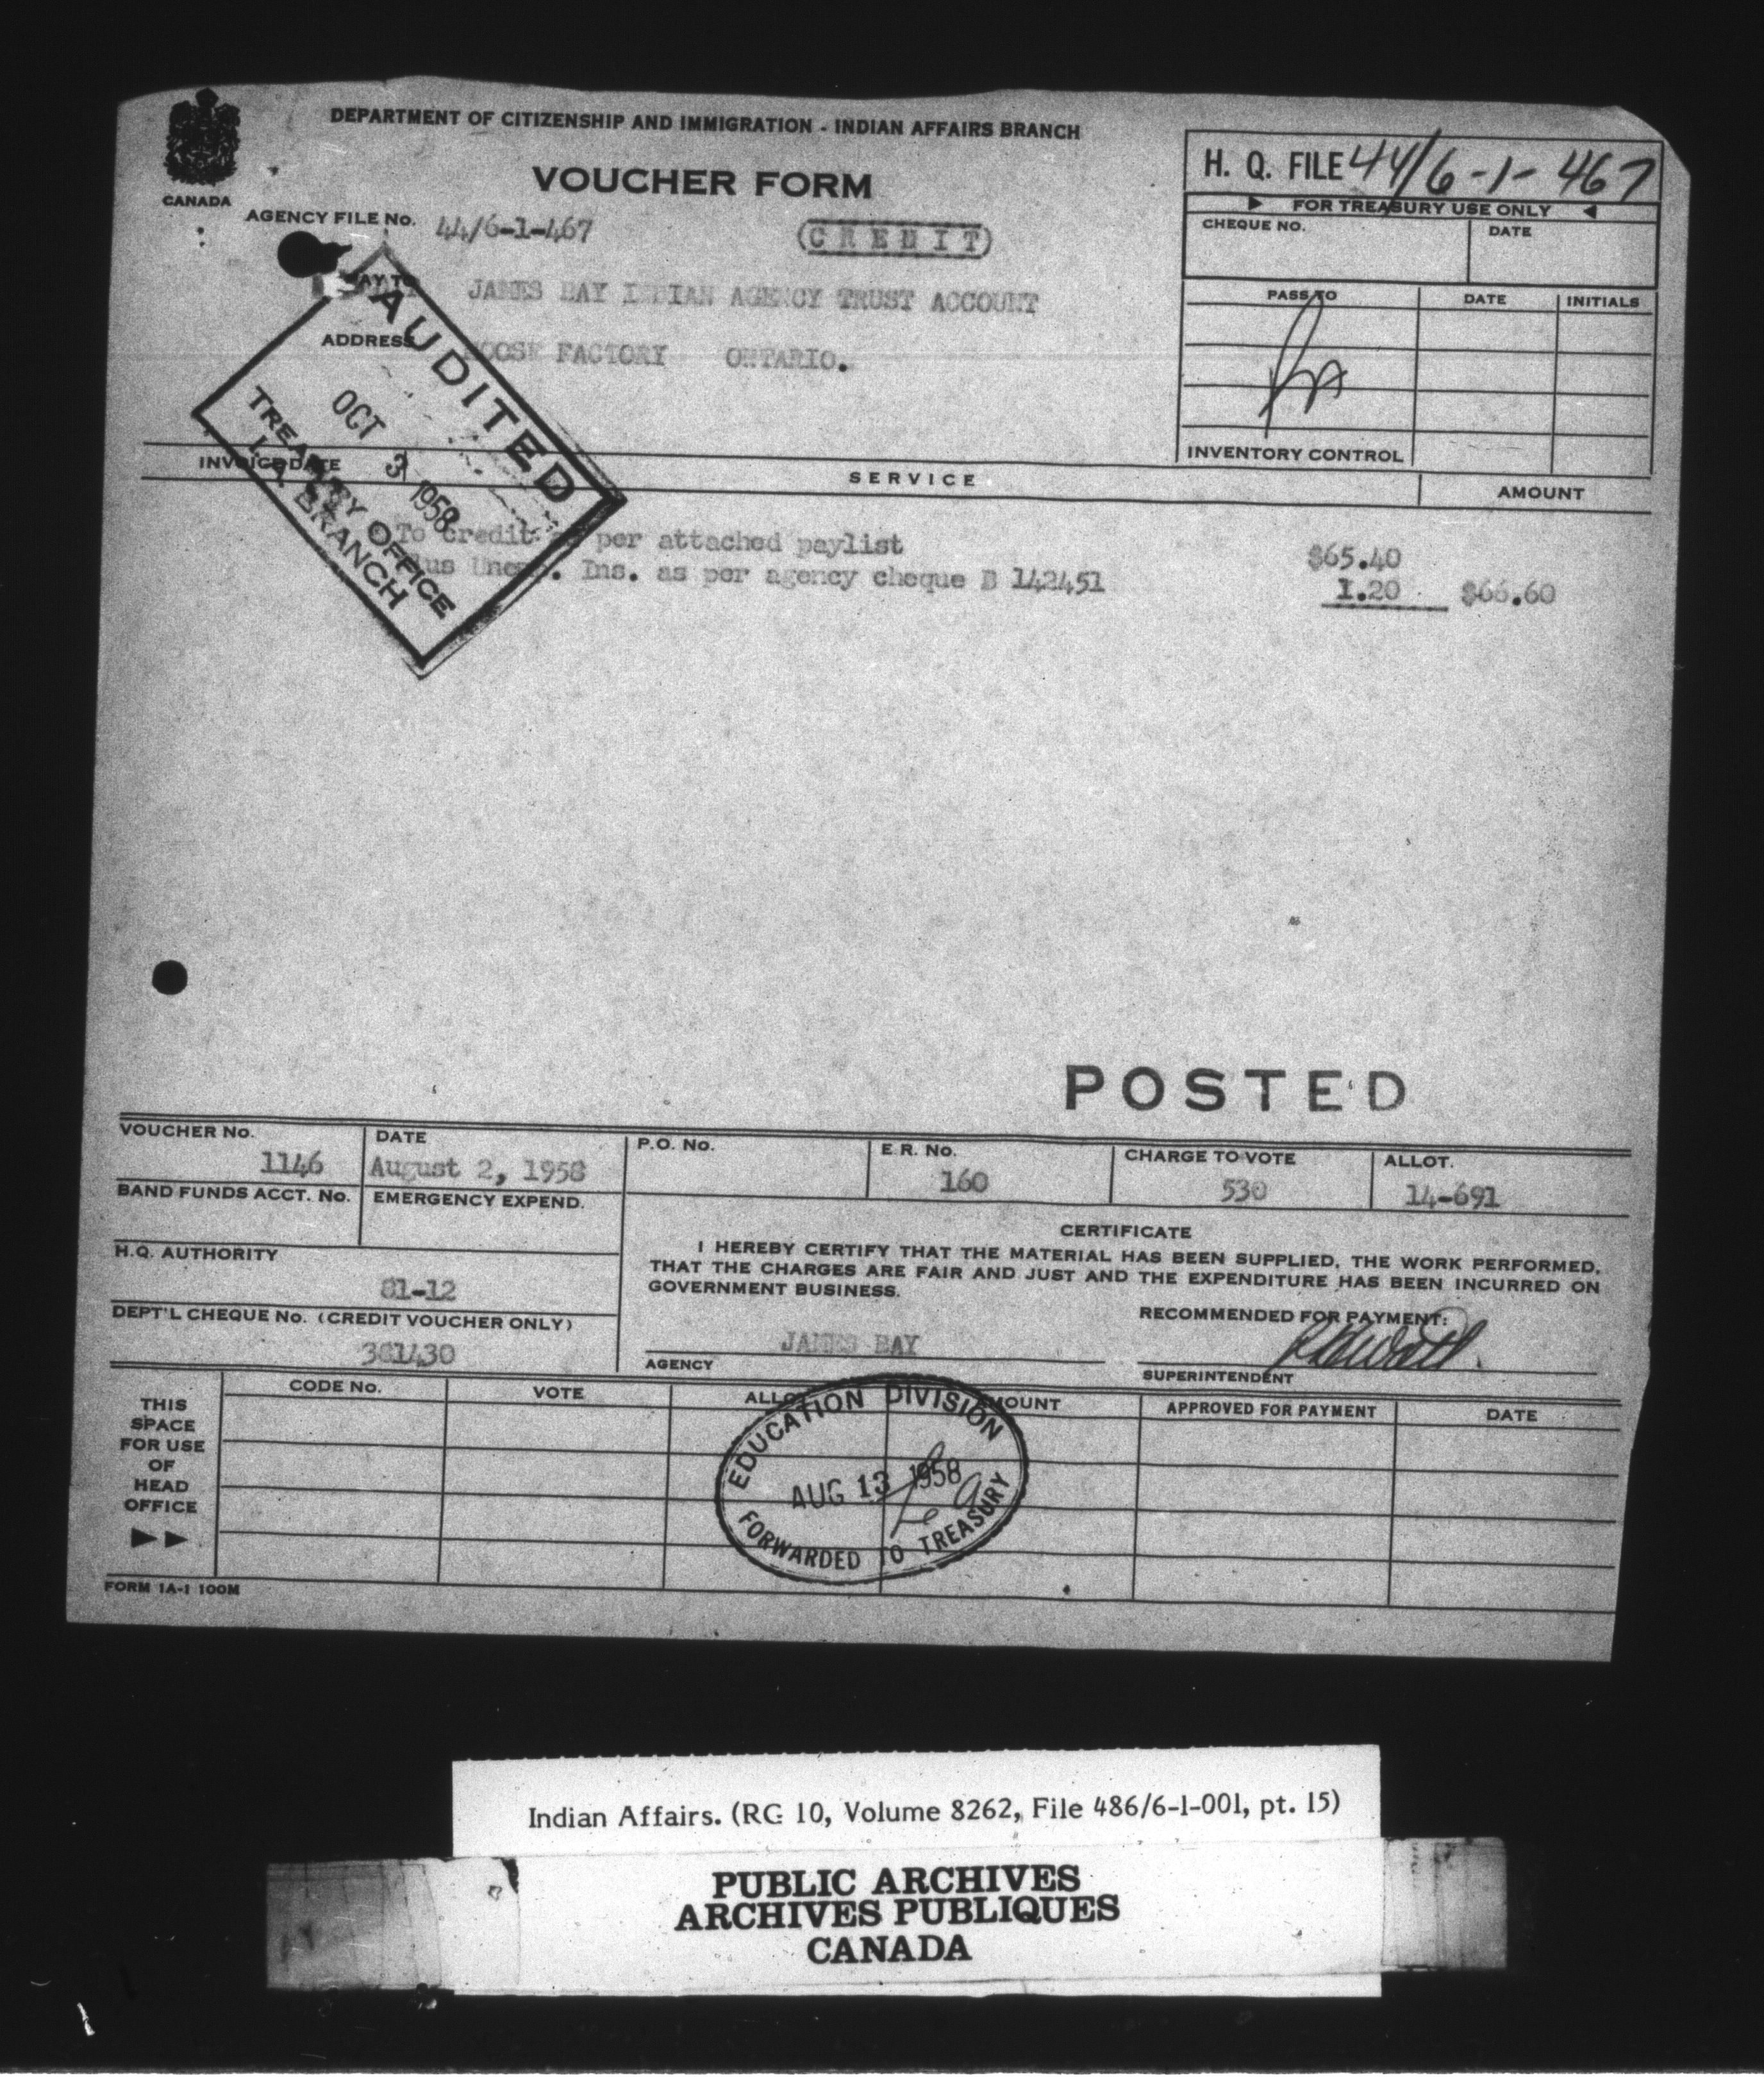 DEPARTMENT OF CITIZENSHIP AND IMMIGRATION - INDIAN AFFAIRS BRANCH
CANADA
VOUCHER FORM
H. Q. FILE 44/6-1-467
FOR TREASURY USE ONLY
AGENCY FILE No. 44/6-1-467
CREDIT
CHEQUE NO.
DATE
PAY TO
JAMES BAY INDIAN AGENCY TRUST ACCOUNT
PASS TO
DATE
INITIALS
ADDRESS
MOOSE FACTORY ONTARIO.
AUDITED
OCT 3 1958
TREASURY OFFICE
I.A. BRANCH
INVENTORY CONTROL
INVOICE DATE
SERVICE
AMOUNT
To credit as per attached paylist $65.40
plus Unemp. Ins. as per agency cheque B 142451 1.20 $66.60
POSTED
VOUCHER No.
1146
DATE
August 2, 1958
P.O. No.
E.R. No.
160
CHARGE TO VOTE
530
ALLOT.
14-691
BAND FUNDS ACCT. No.
EMERGENCY EXPEND.
H.Q. AUTHORITY
81-12
DEPT'L CHEQUE No. (CREDIT VOUCHER ONLY)
381430
CERTIFICATE
I HEREBY CERTIFY THAT THE MATERIAL HAS BEEN SUPPLIED, THE WORK PERFORMED,
THAT THE CHARGES ARE FAIR AND JUST AND THE EXPENDITURE HAS BEEN INCURRED ON
GOVERNMENT BUSINESS.
RECOMMENDED FOR PAYMENT:
JAMES BAY
AGENCY
SUPERINTENDENT
THIS
SPACE
FOR USE
OF
HEAD
OFFICE
CODE No.
VOTE
ALLOT
AMOUNT
APPROVED FOR PAYMENT
DATE
EDUCATION DIVISION
AUG 13 1958
FORWARDED TO TREASURY
FORM 1A-1 100M
Indian Affairs. (RG 10, Volume 8262, File 486/6-1-001, pt. 15)
PUBLIC ARCHIVES
ARCHIVES PUBLIQUES
CANADA